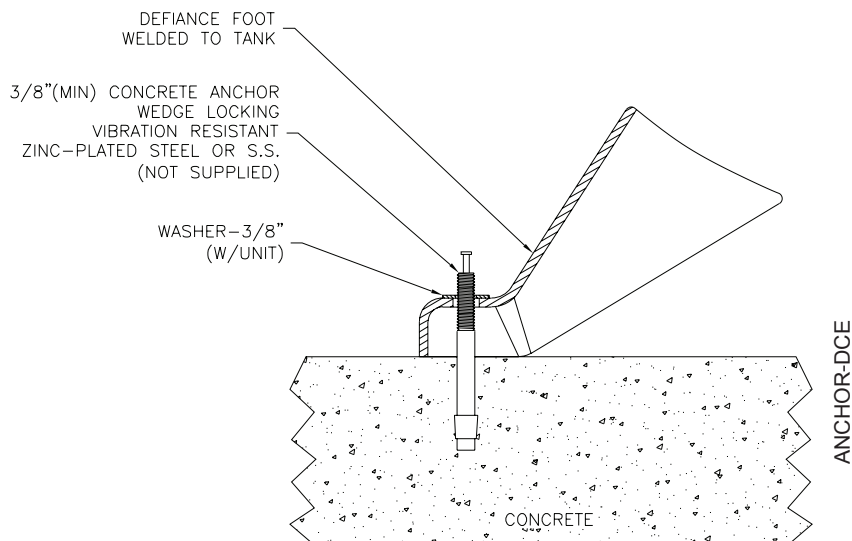 DEFIANCE FOOT
WELDED TO TANK
3/8”(MIN) CONCRETE ANCHOR
WEDGE LOCKING
VIBRATION RESISTANT
ZINC–PLATED STEEL OR S.S.
(NOT SUPPLIED)
WASHER–3/8”
(W/UNIT)
CONCRETE
ANCHOR-DCE